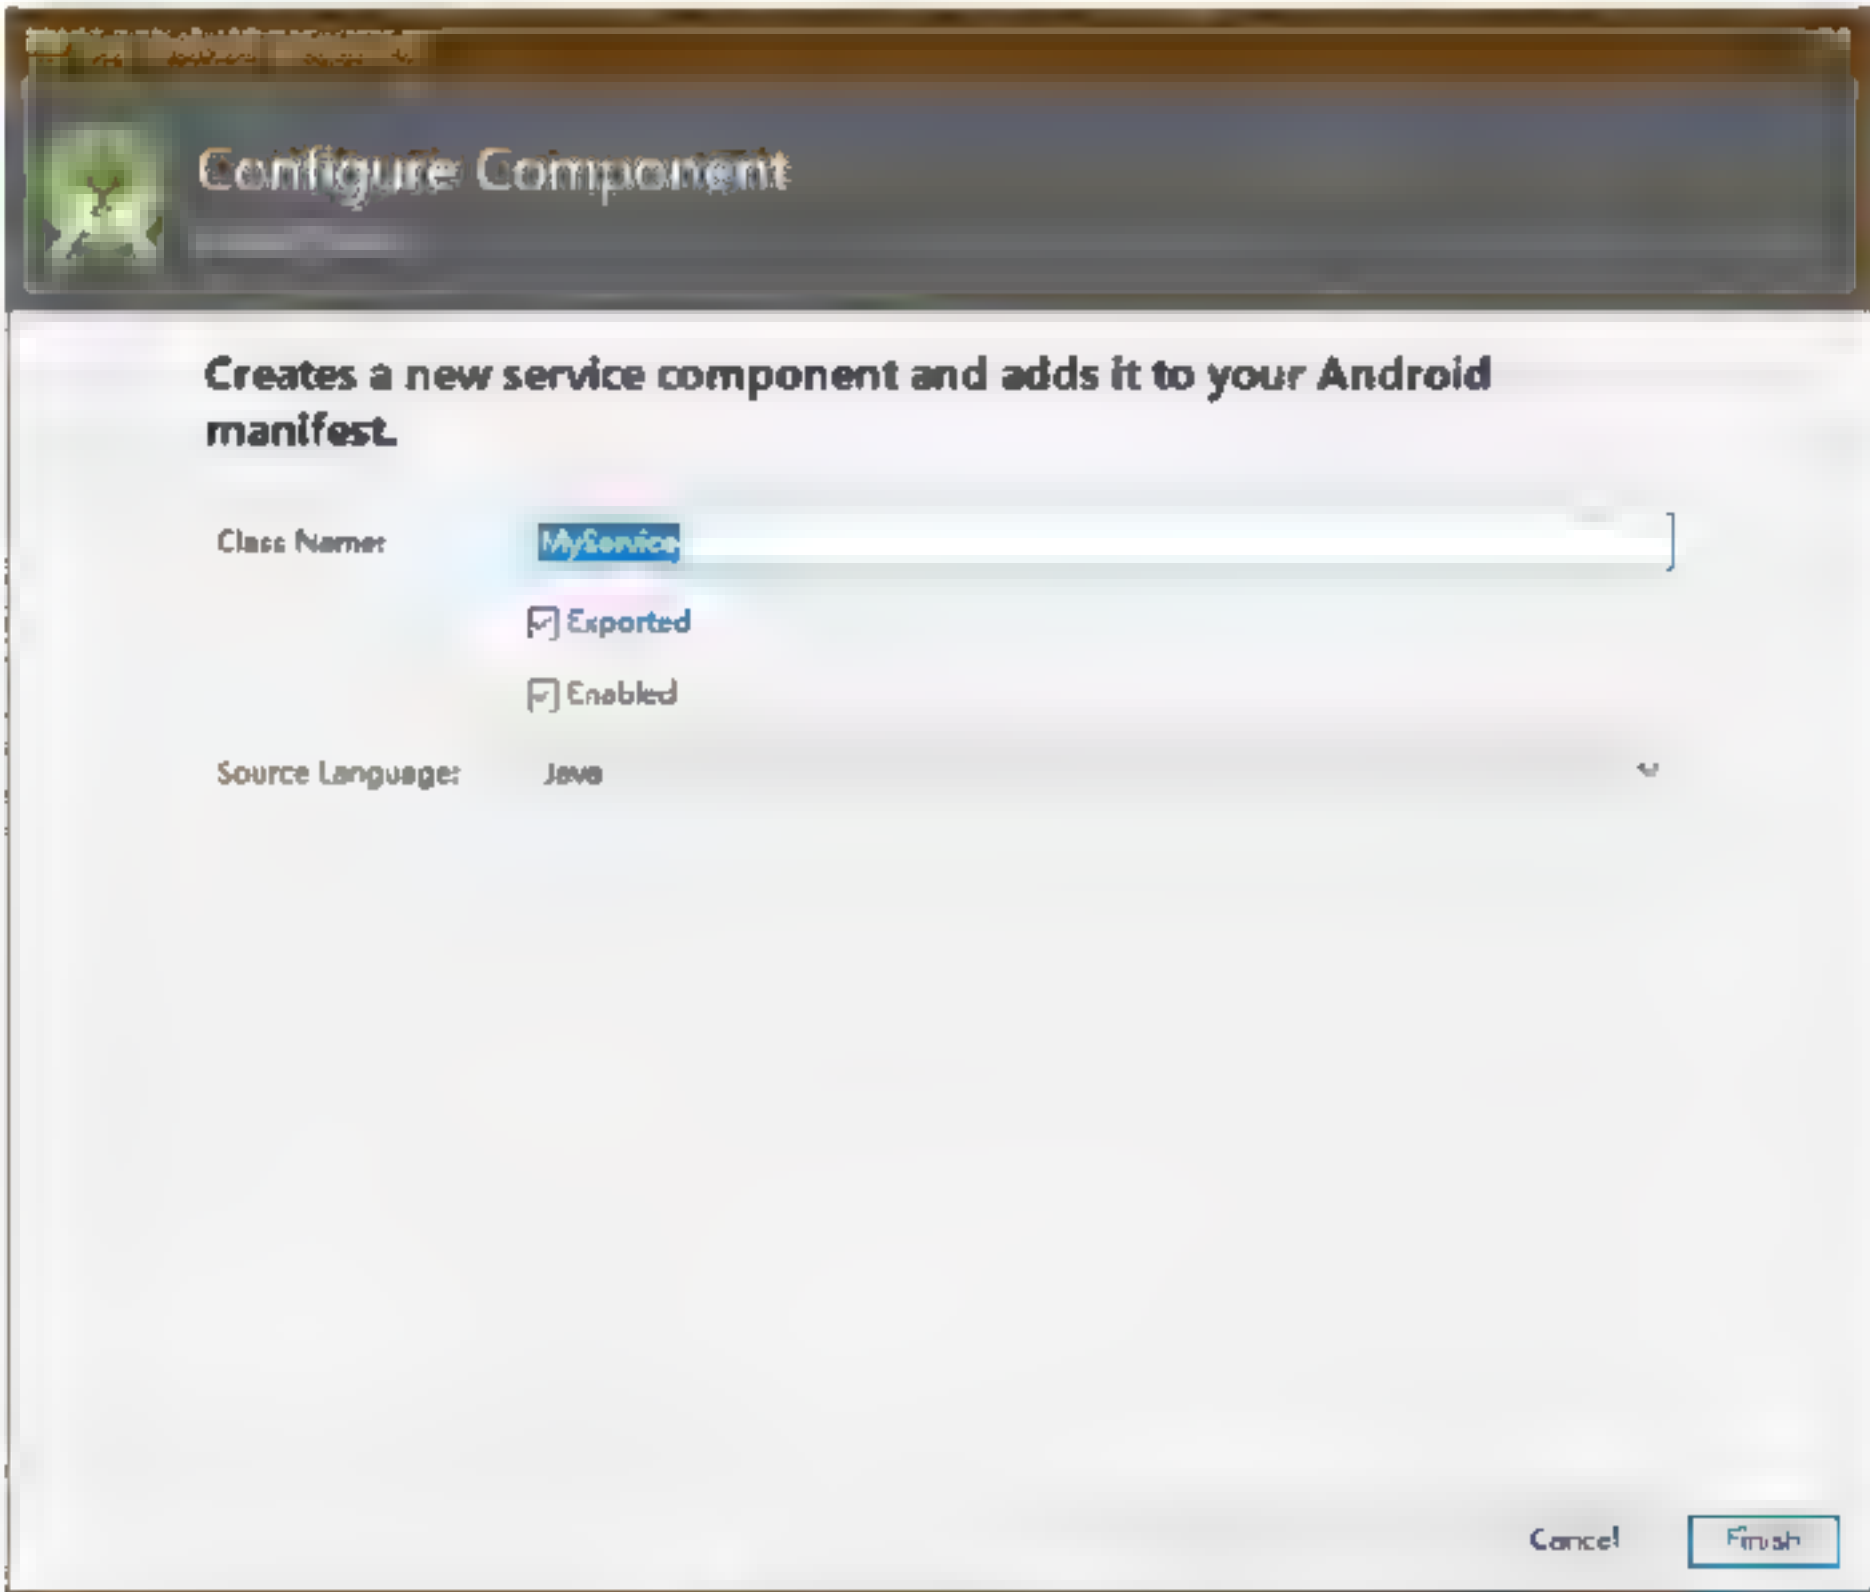 Configure Component
Creates a new service component and adds it to your Android
manifest.
Class Name:
MyService
Exported
Enabled
Source Language:
Java
Cancel
Finish